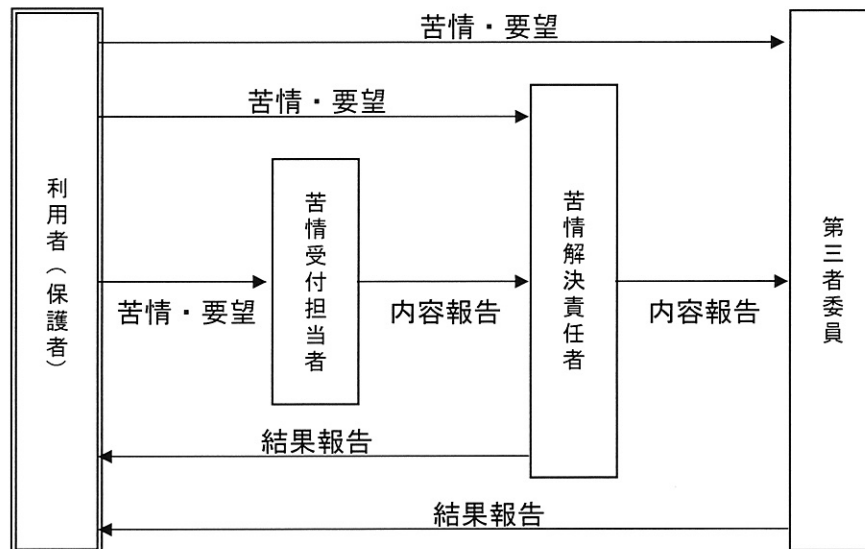 苦情・要望
苦情・要望
利用者（保護者）
苦情受付担当者
苦情解決責任者
第三者委員
苦情・要望
内容報告
内容報告
結果報告
結果報告